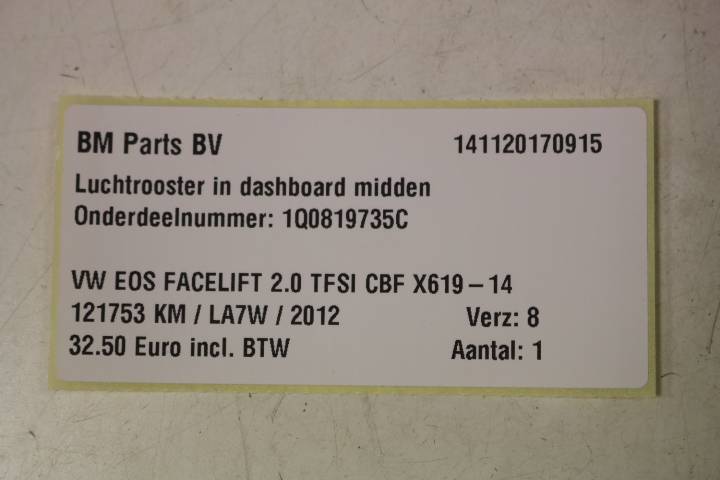 BM Parts BV 141120170915
Luchtrooster in dashboard midden
Onderdeelnummer: 1Q0819735C
VW EOS FACELIFT 2.0 TFSI CBF X619-14
121753 KM / LA7W / 2012 Verz: 8
32.50 Euro incl. BTW Aantal: 1